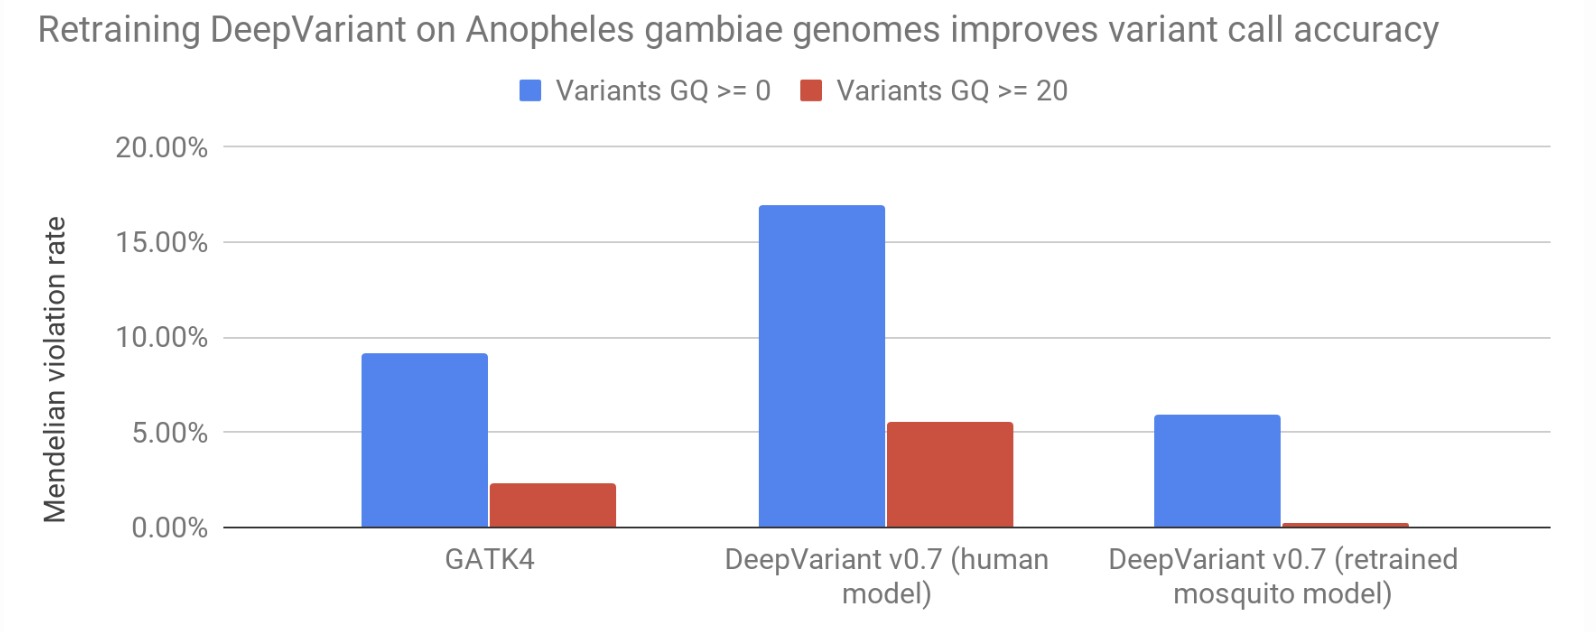 Retraining DeepVariant on Anopheles gambiae genomes improves variant call accuracy
Variants GQ >= 0 Variants GQ >= 20
Mendelian violation rate
20.00%
15.00%
10.00%
5.00%
0.00%
GATK4
DeepVariant v0.7 (human
model)
DeepVariant v0.7 (retrained
mosquito model)